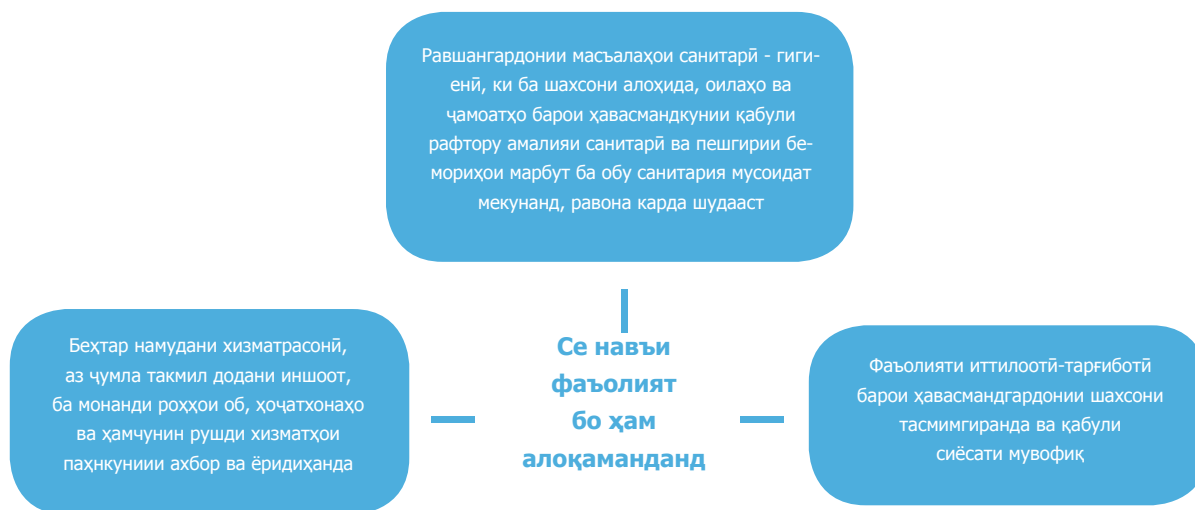 Равшангардонии масъалаҳои санитарӣ - гиги-
енӣ, ки ба шахсони алоҳида, оилаҳо ва
ҷамоатҳо барои ҳавасмандкунии қабули
рафтору амалияи санитарӣ ва пешгирии бе-
мориҳои марбут ба обу санитария мусоидат
мекунанд, равона карда шудааст
Беҳтар намудани хизматрасонӣ,
аз ҷумла такмил додани иншоот,
ба монанди роҳҳои об, ҳоҷатхонаҳо
ва ҳамчунин рушди хизматҳои
паҳнкуниии ахбор ва ёридиҳанда
Се навъи
фаъолият
бо ҳам
алоқаманданд
Фаъолияти иттилоотӣ-тарғиботӣ
барои ҳавасмандгардонии шахсони
тасмимгиранда ва қабули
сиёсати мувофиқ